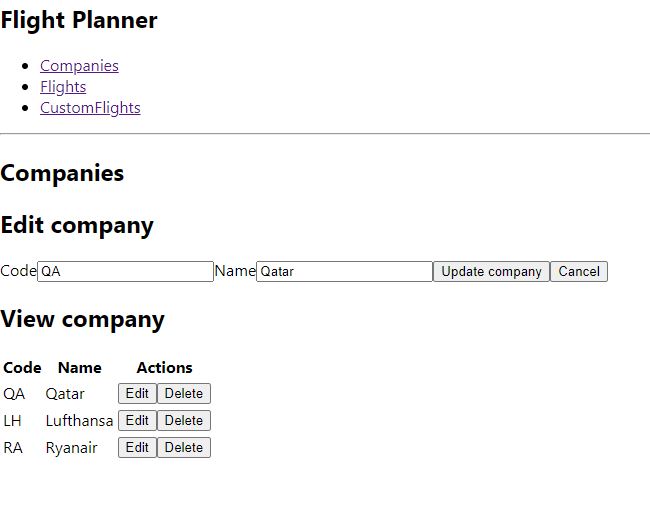 Flight Planner
Companies
Flights
CustomFlights
Companies
Edit company
Code QA Name Qatar Update company Cancel
View company
Code Name Actions
QA Qatar Edit Delete
LH Lufthansa Edit Delete
RA Ryanair Edit Delete